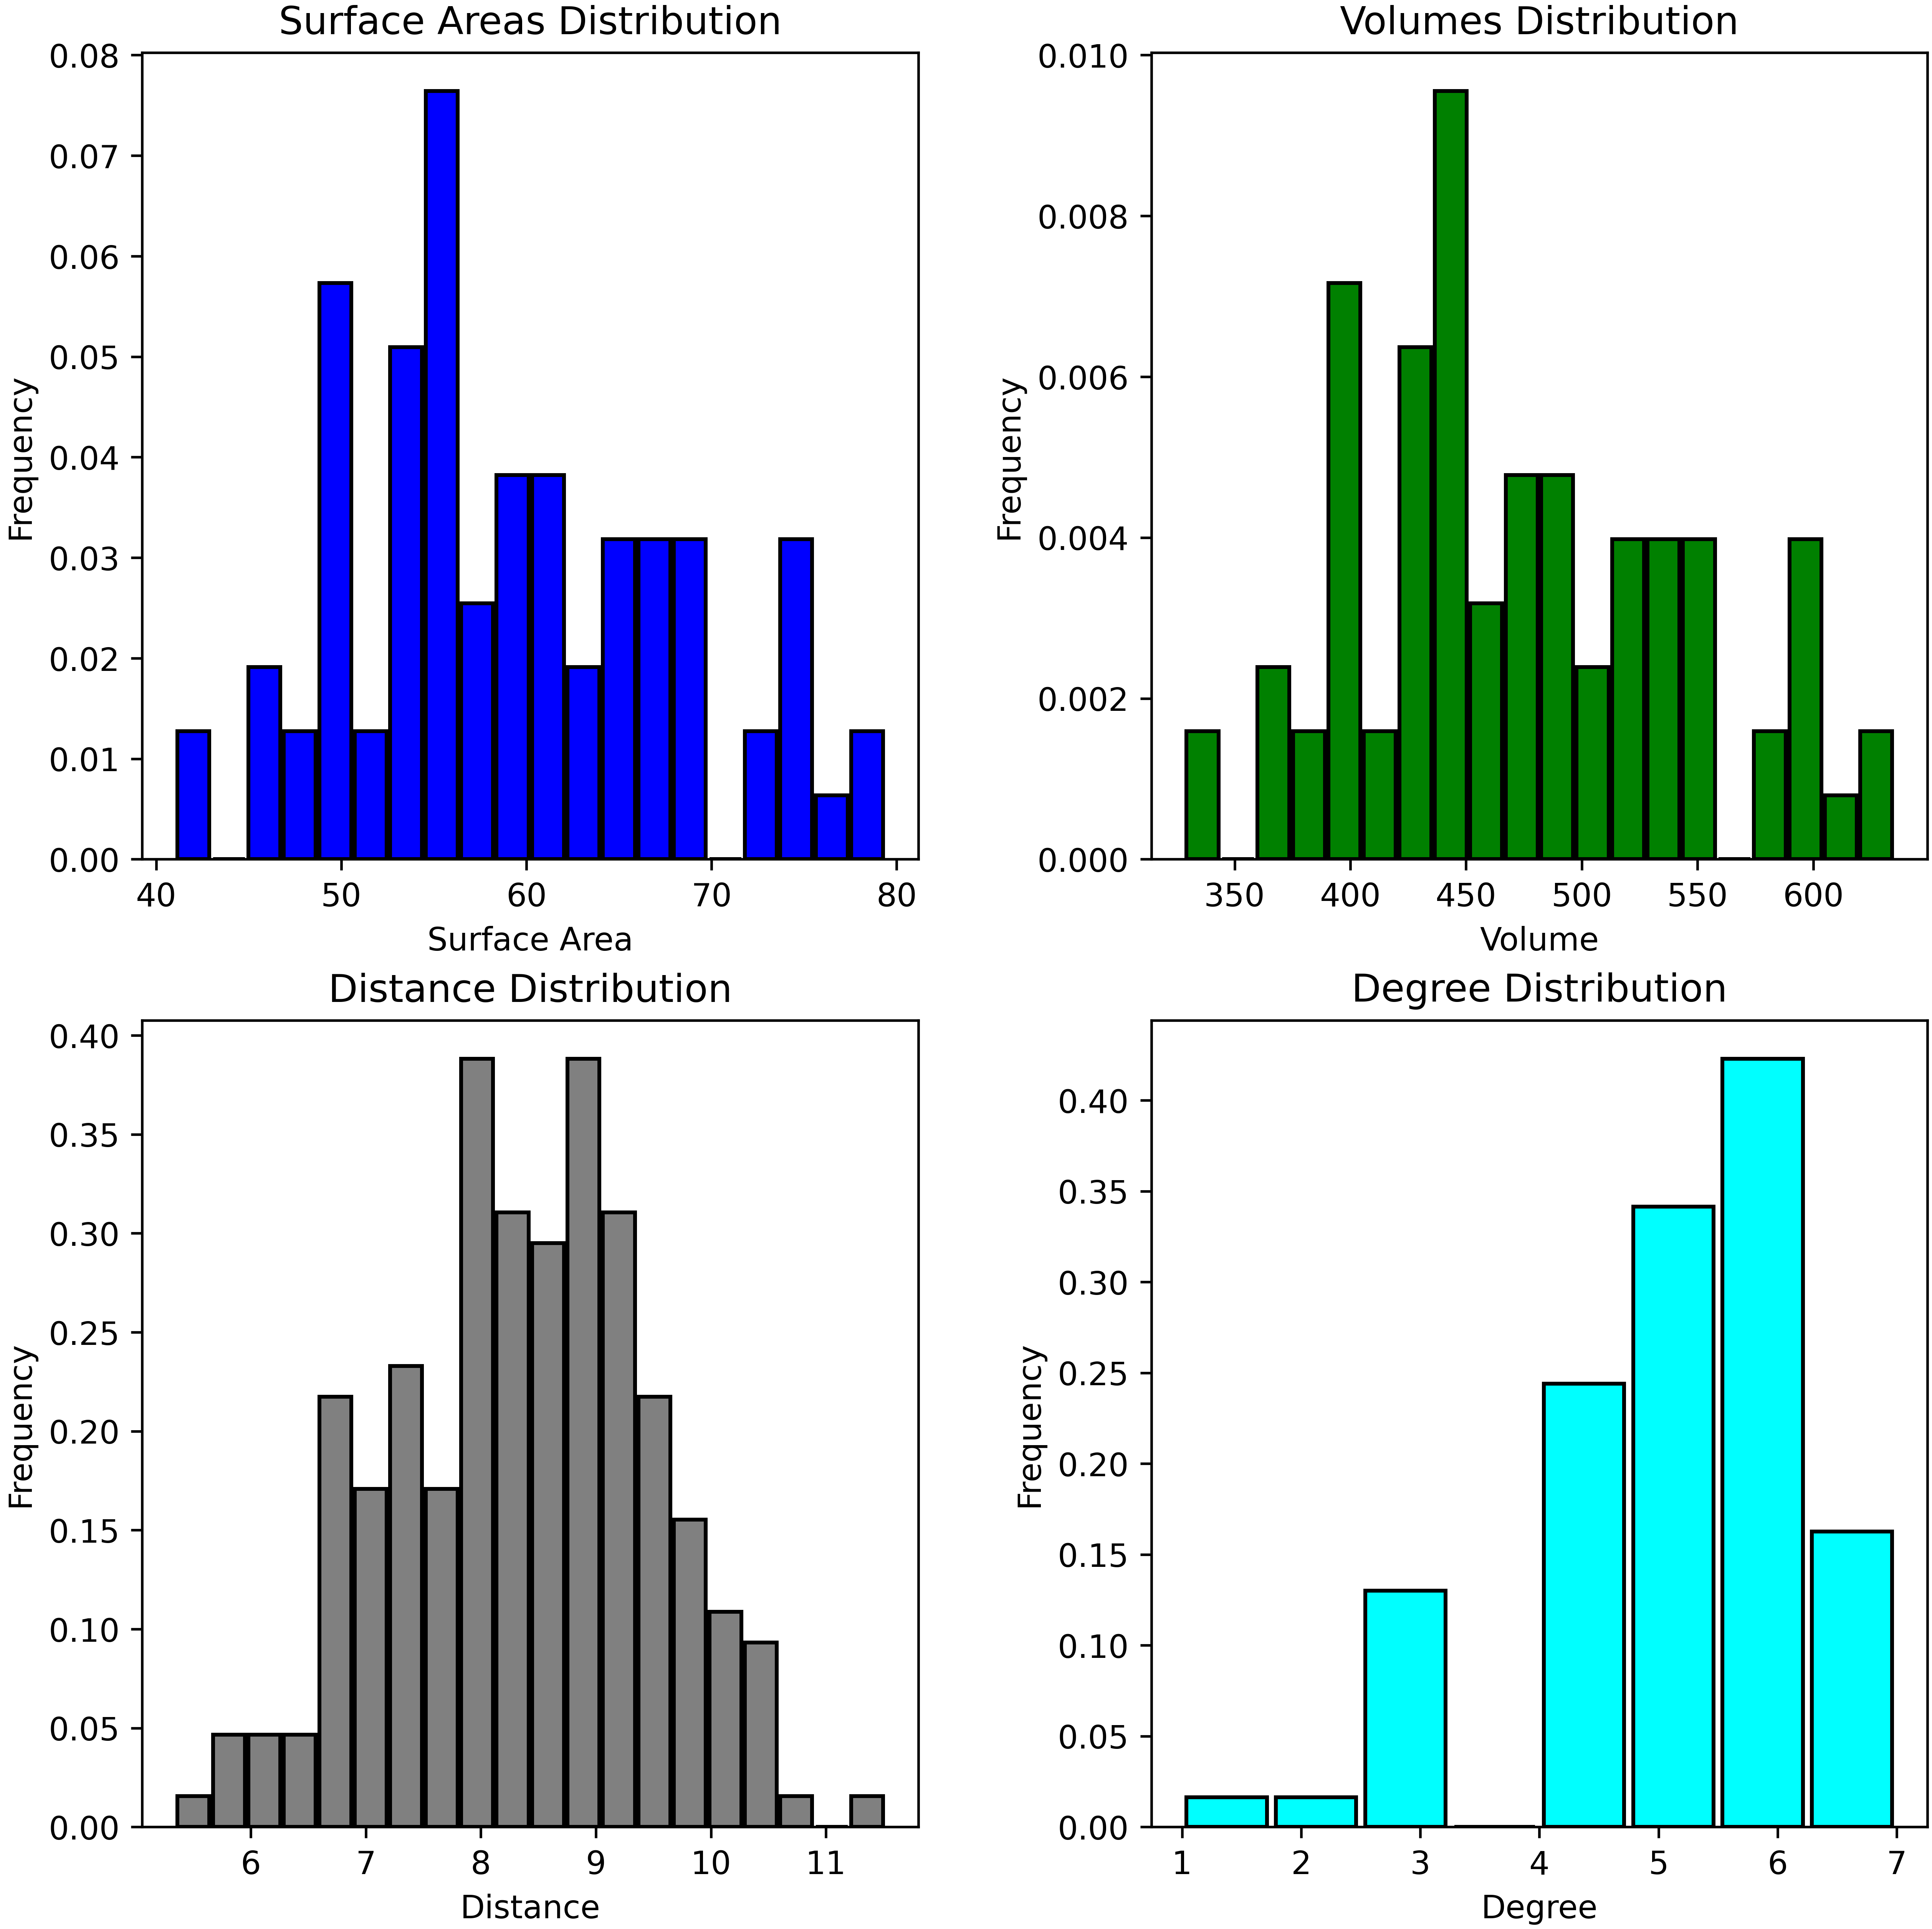 Surface Areas Distribution
0.08
0.07
0.06
0.05
0.04
0.03
0.02
0.01
0.00
Frequency
40 50 60 70 80
Surface Area
Volumes Distribution
0.010
0.008
0.006
0.004
0.002
0.000
Frequency
350 400 450 500 550 600
Volume
Distance Distribution
0.40
0.35
0.30
0.25
0.20
0.15
0.10
0.05
0.00
Frequency
6 7 8 9 10 11
Distance
Degree Distribution
0.40
0.35
0.30
0.25
0.20
0.15
0.10
0.05
0.00
Frequency
1 2 3 4 5 6 7
Degree